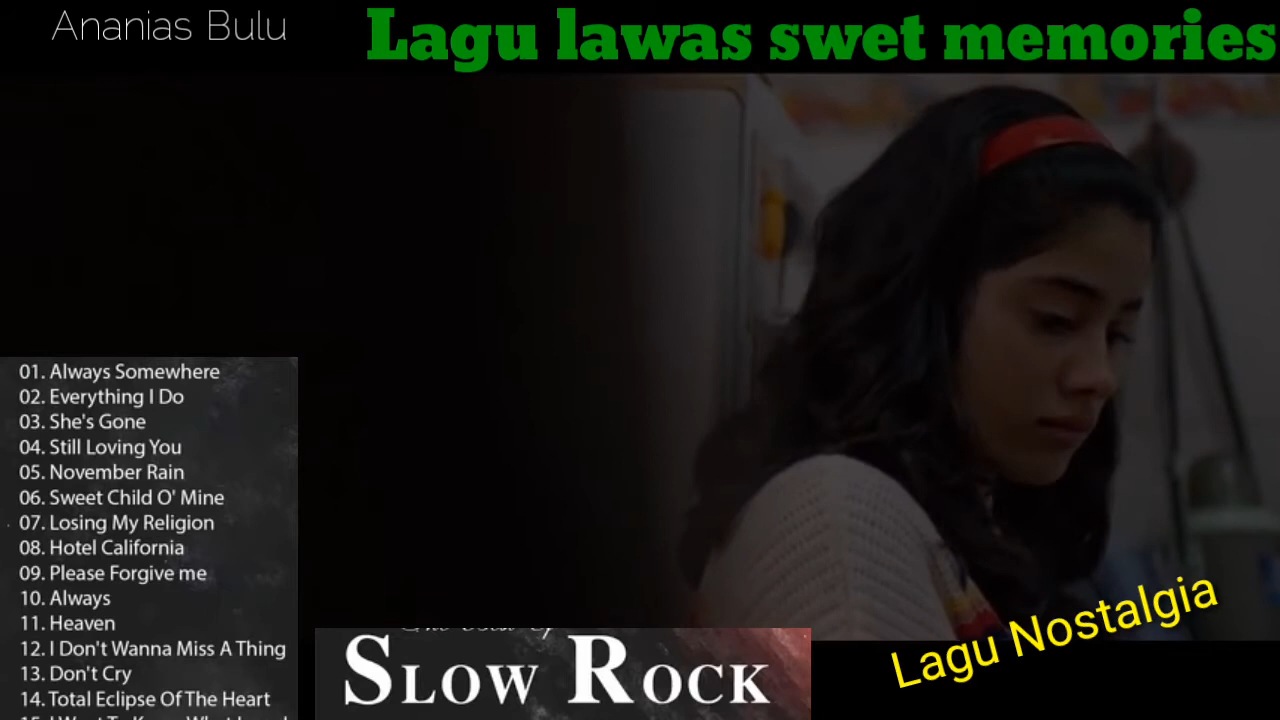 Ananias Bulu
Lagu lawas swet memories
01. Always Somewhere
02. Everything I Do
03. She's Gone
04. Still Loving You
05. November Rain
06. Sweet Child O' Mine
07. Losing My Religion
08. Hotel California
09. Please Forgive me
10. Always
11. Heaven
12. I Don't Wanna Miss A Thing
13. Don't Cry
14. Total Eclipse Of The Heart
SLOW ROCK
Lagu Nostalgia